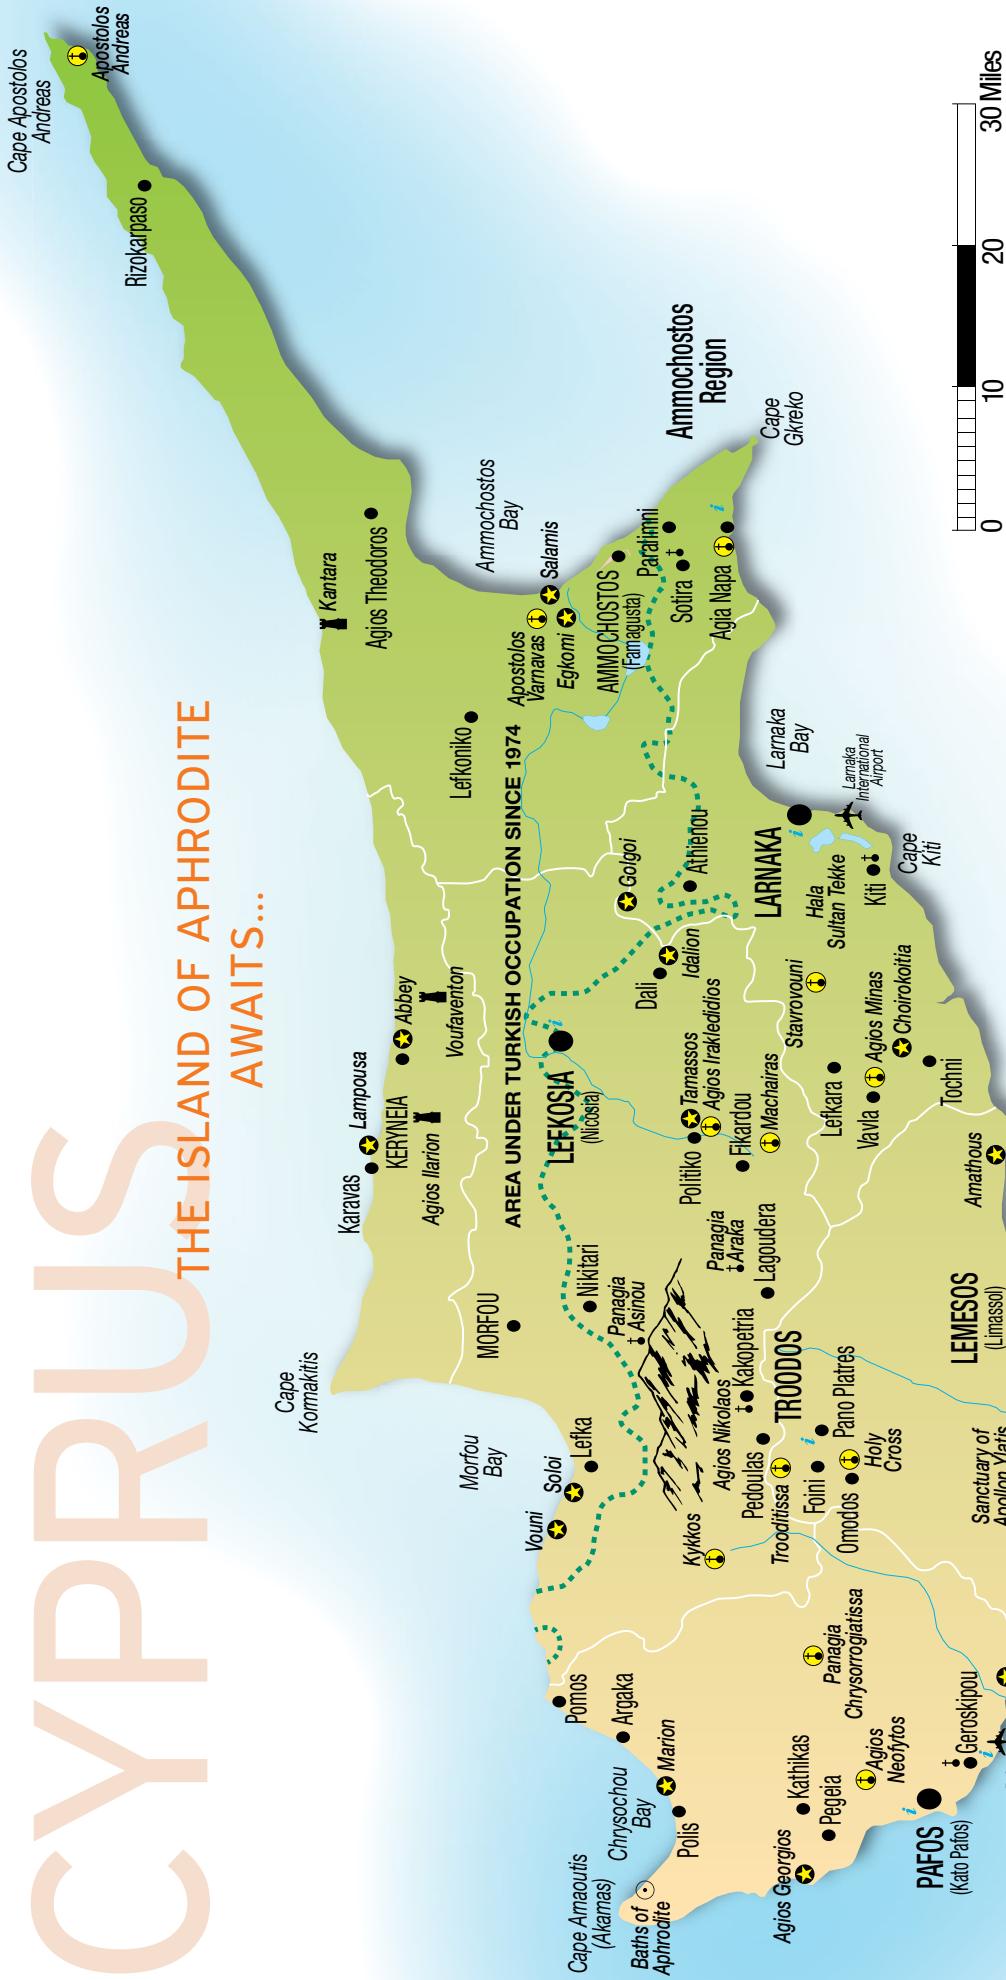 CYPRUS
THE ISLAND OF APHRODITE
AWAITS...
Cape Apostolos
Andreas
Apostolos
Andreas
Rizokarpaso
Kantara
Agios Theodoros
Ammochostos
Bay
Lefkoniko
Apostolos
Varnavas
Salamis
Egkomi
AMMOCHOSTOS
(Famagusta)
Ammochostos
Region
Paralimni
Sotira
Agia Napa
Cape
Gkreko
AREA UNDER TURKISH OCCUPATION SINCE 1974
Lampousa
Karavas
KERYNEIA
Abbey
Voufaventon
Agios Ilarion
Cape
Kormakitis
MORFOU
Morfou
Bay
LEFKOSIA
(Nicosia)
Golgoi
Athienou
Dali
Idalion
Larnaka
Bay
LARNAKA
Larnaka
International
Airport
Hala
Sultan Tekke
Kiti
Cape
Kiti
Stavrovouni
Agios Minas
Choirokoitia
Lefkara
Vavla
Tochni
Tamassos
Agios Irakledidios
Politiko
Fikardou
Machairas
Amathous
Nikitari
Panagia
Asinou
Panagia
Araka
Lagoudera
Soloi
Lefka
Vouni
Agios Nikolaos
Kakopetria
TROODOS
Pedoulas
Trooditissa
Pano Platres
Foini
Omodos
Holy
Cross
Kykkos
LEMESOS
(Limassol)
Sanctuary of
Apollon Ylatis
Pomos
Argaka
Chrysochou
Bay
Marion
Polis
Cape Arnaoutis
(Akamas)
Baths of
Aphrodite
Panagia
Chrysorrogiatissa
Kathikas
Pegeia
Agios Georgios
Agios
Neofytos
Geroskipou
PAFOS
(Kato Pafos)
0 10 20 30 Miles
i
i
i
i
i
i